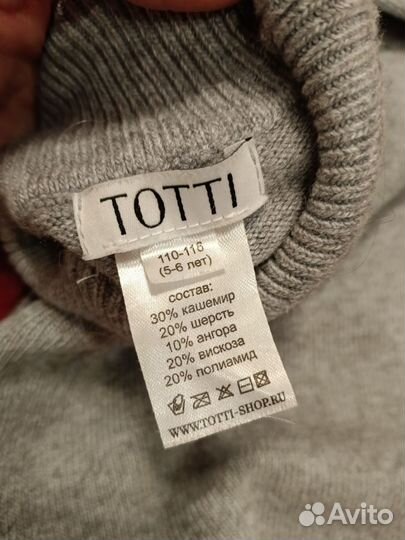 TOTTI
110-116
(5-6 лет)
состав:
30% кашемир
20% шерсть
10% ангора
20% вискоза
20% полиамид
WWW.TOTTI-SHOP.RU
Avito